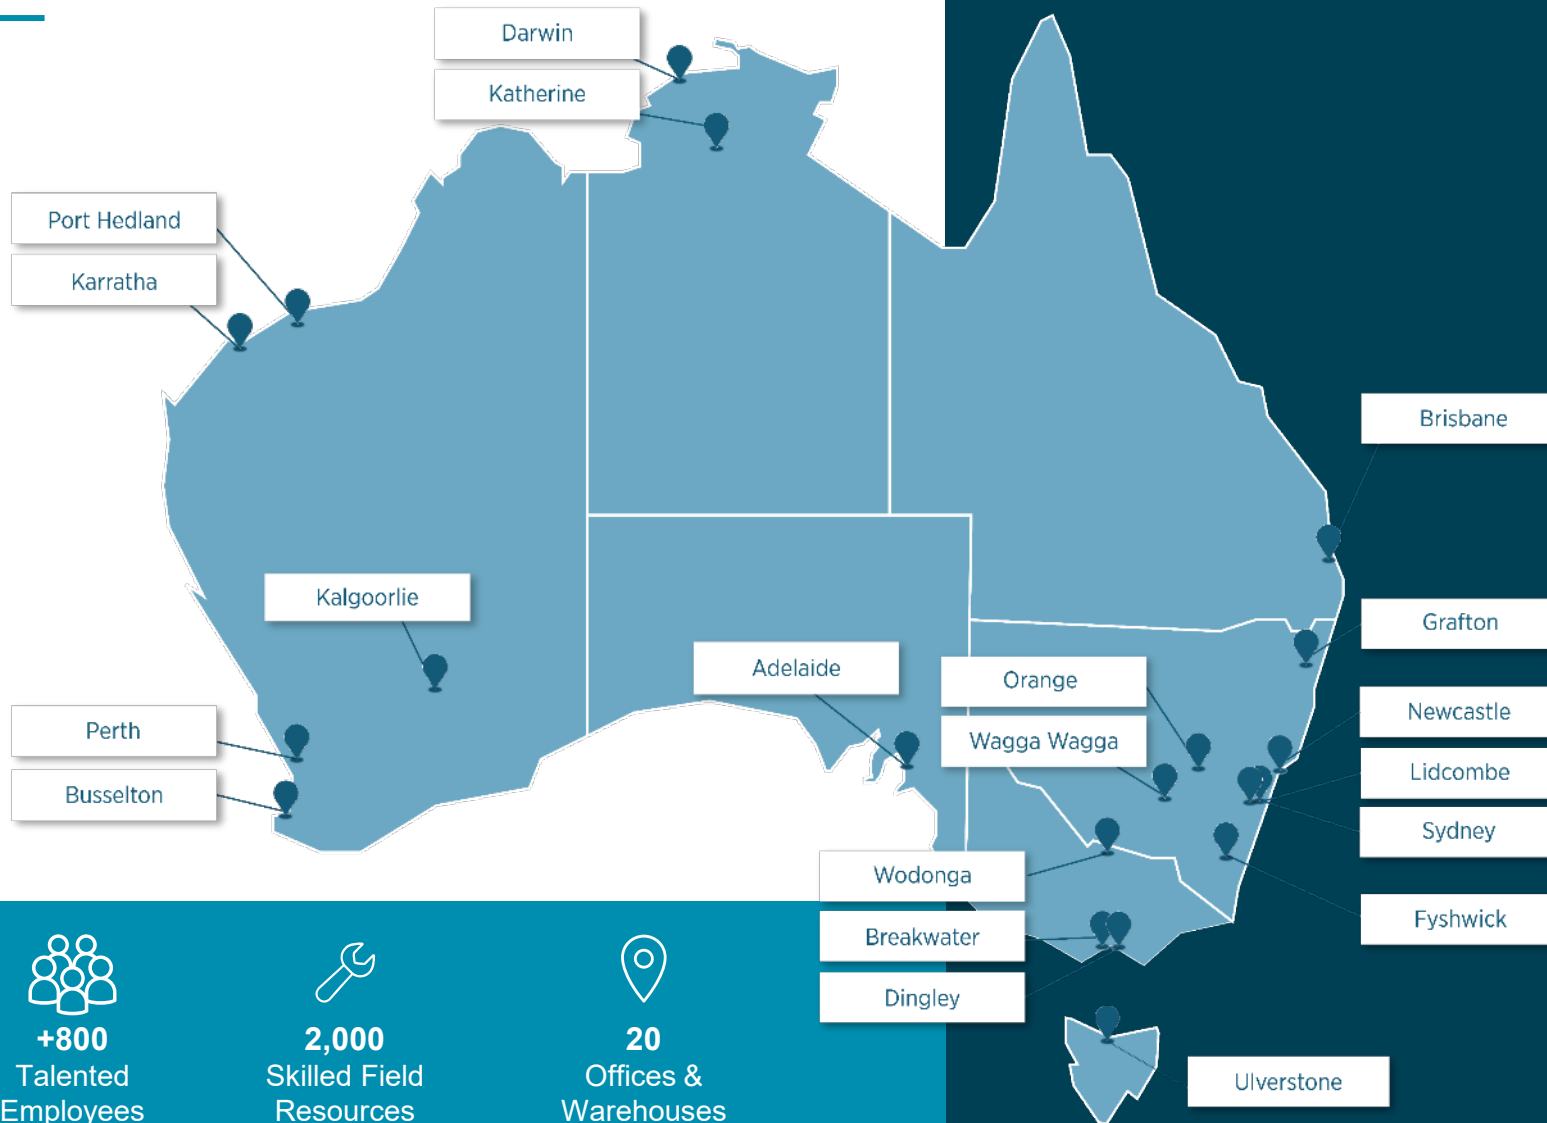 Darwin
Katherine
Port Hedland
Karratha
Brisbane
Kalgoorlie
Grafton
Adelaide
Orange
Newcastle
Perth
Wagga Wagga
Lidcombe
Busselton
Sydney
Wodonga
Fyshwick
Breakwater
Dingley
Ulverstone
+800
Talented
Employees
2,000
Skilled Field
Resources
20
Offices &
Warehouses